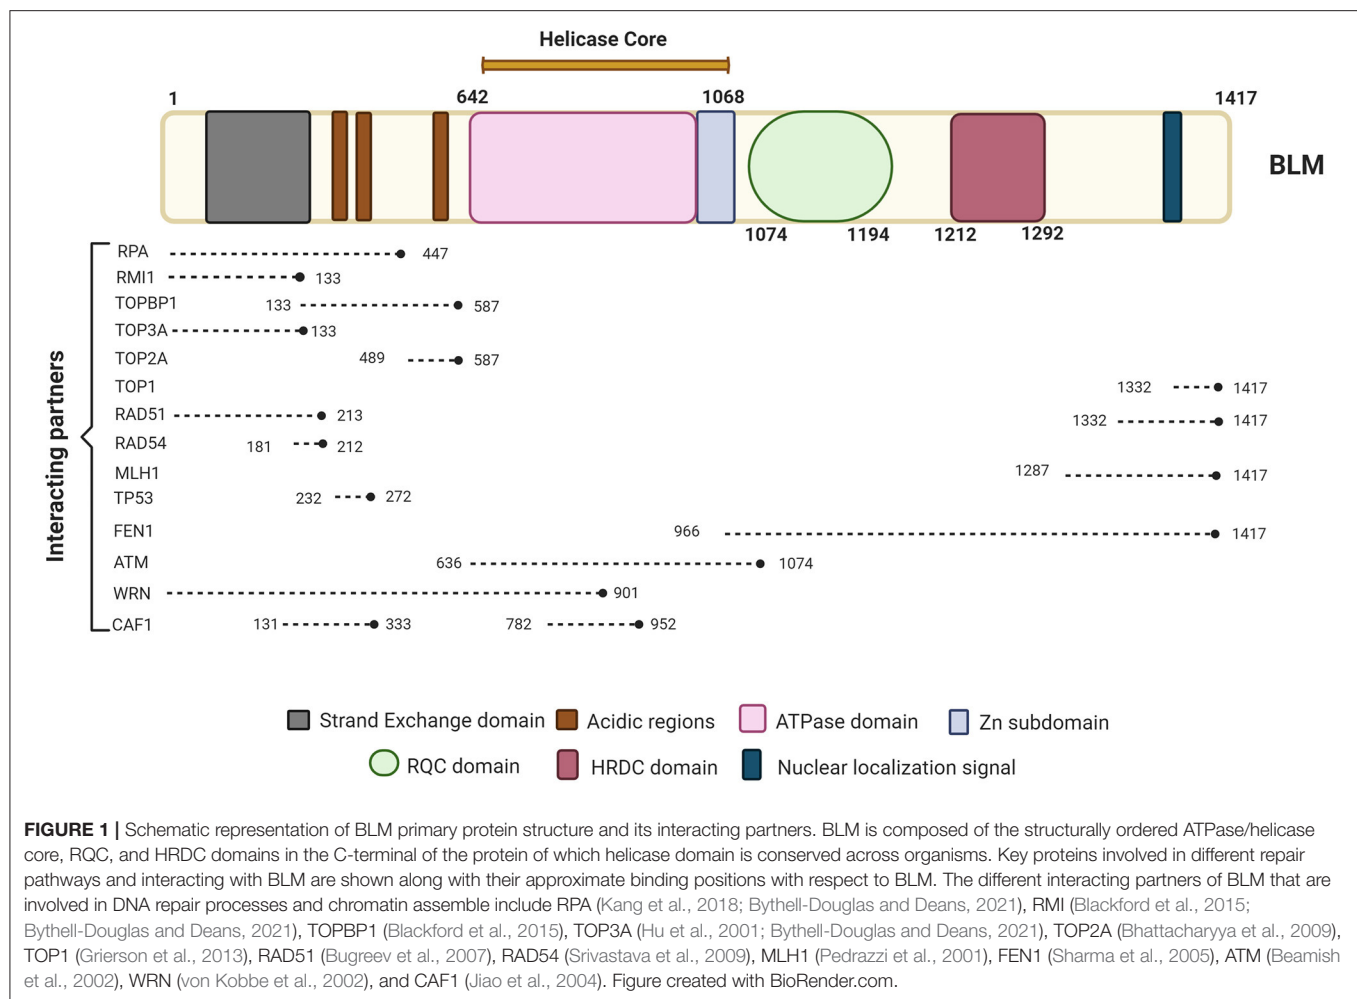 Helicase Core
1 642 1068 1417
BLM
1074 1194 1212 1292
Interacting partners
RPA 447
RMI1 133
TOPBP1 133 587
TOP3A 133
TOP2A 489 587
TOP1 1332 1417
RAD51 213 1332 1417
RAD54 181 212
MLH1 1287 1417
TP53 232 272
FEN1 966 1417
ATM 636 1074
WRN 901
CAF1 131 333 782 952
Strand Exchange domain Acidic regions ATPase domain Zn subdomain
RQC domain HRDC domain Nuclear localization signal
FIGURE 1 | Schematic representation of BLM primary protein structure and its interacting partners. BLM is composed of the structurally ordered ATPase/helicase
core, RQC, and HRDC domains in the C-terminal of the protein of which helicase domain is conserved across organisms. Key proteins involved in different repair
pathways and interacting with BLM are shown along with their approximate binding positions with respect to BLM. The different interacting partners of BLM that are
involved in DNA repair processes and chromatin assemble include RPA (Kang et al., 2018; Bythell-Douglas and Deans, 2021), RMI (Blackford et al., 2015;
Bythell-Douglas and Deans, 2021), TOPBP1 (Blackford et al., 2015), TOP3A (Hu et al., 2001; Bythell-Douglas and Deans, 2021), TOP2A (Bhattacharyya et al., 2009),
TOP1 (Grierson et al., 2013), RAD51 (Bugreev et al., 2007), RAD54 (Srivastava et al., 2009), MLH1 (Pedrazzi et al., 2001), FEN1 (Sharma et al., 2005), ATM (Beamish
et al., 2002), WRN (von Kobbe et al., 2002), and CAF1 (Jiao et al., 2004). Figure created with BioRender.com.